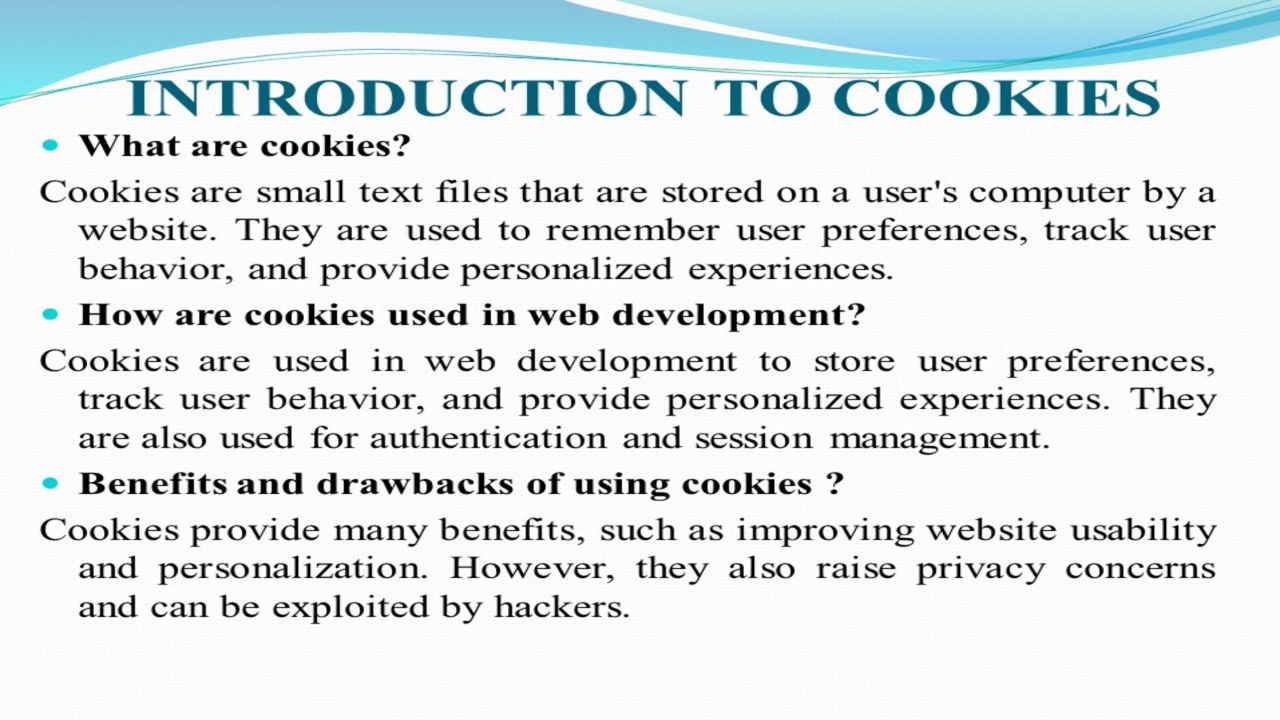 INTRODUCTION TO COOKIES
• What are cookies?
Cookies are small text files that are stored on a user's computer by a
website. They are used to remember user preferences, track user
behavior, and provide personalized experiences.
• How are cookies used in web development?
Cookies are used in web development to store user preferences,
track user behavior, and provide personalized experiences. They
are also used for authentication and session management.
• Benefits and drawbacks of using cookies ?
Cookies provide many benefits, such as improving website usability
and personalization. However, they also raise privacy concerns
and can be exploited by hackers.